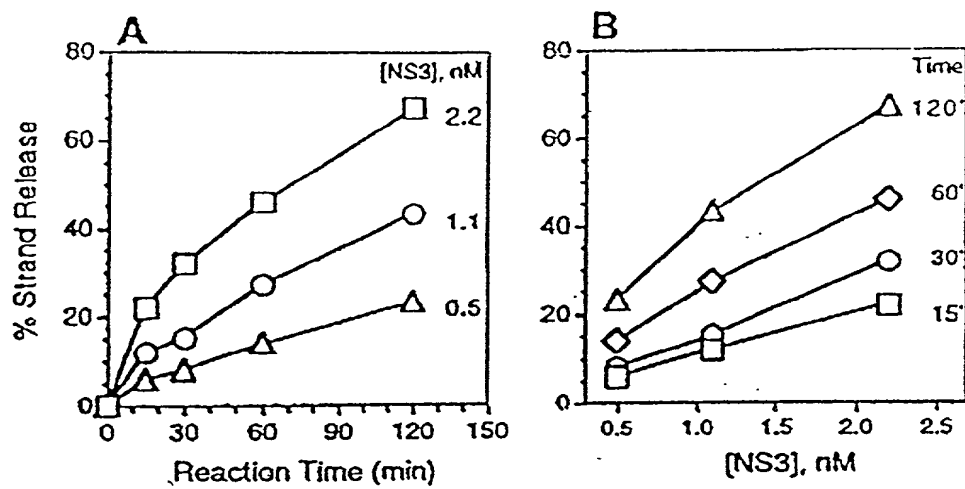 A
80
60
40
20
0
% Strand Release
[NS3], nM
2.2
1.1
0.5
0 30 60 90 120 150
Reaction Time (min)
B
80
60
40
20
0
Time
120'
60'
30'
15'
0.5 1.0 1.5 2.0 2.5
[NS3], nM